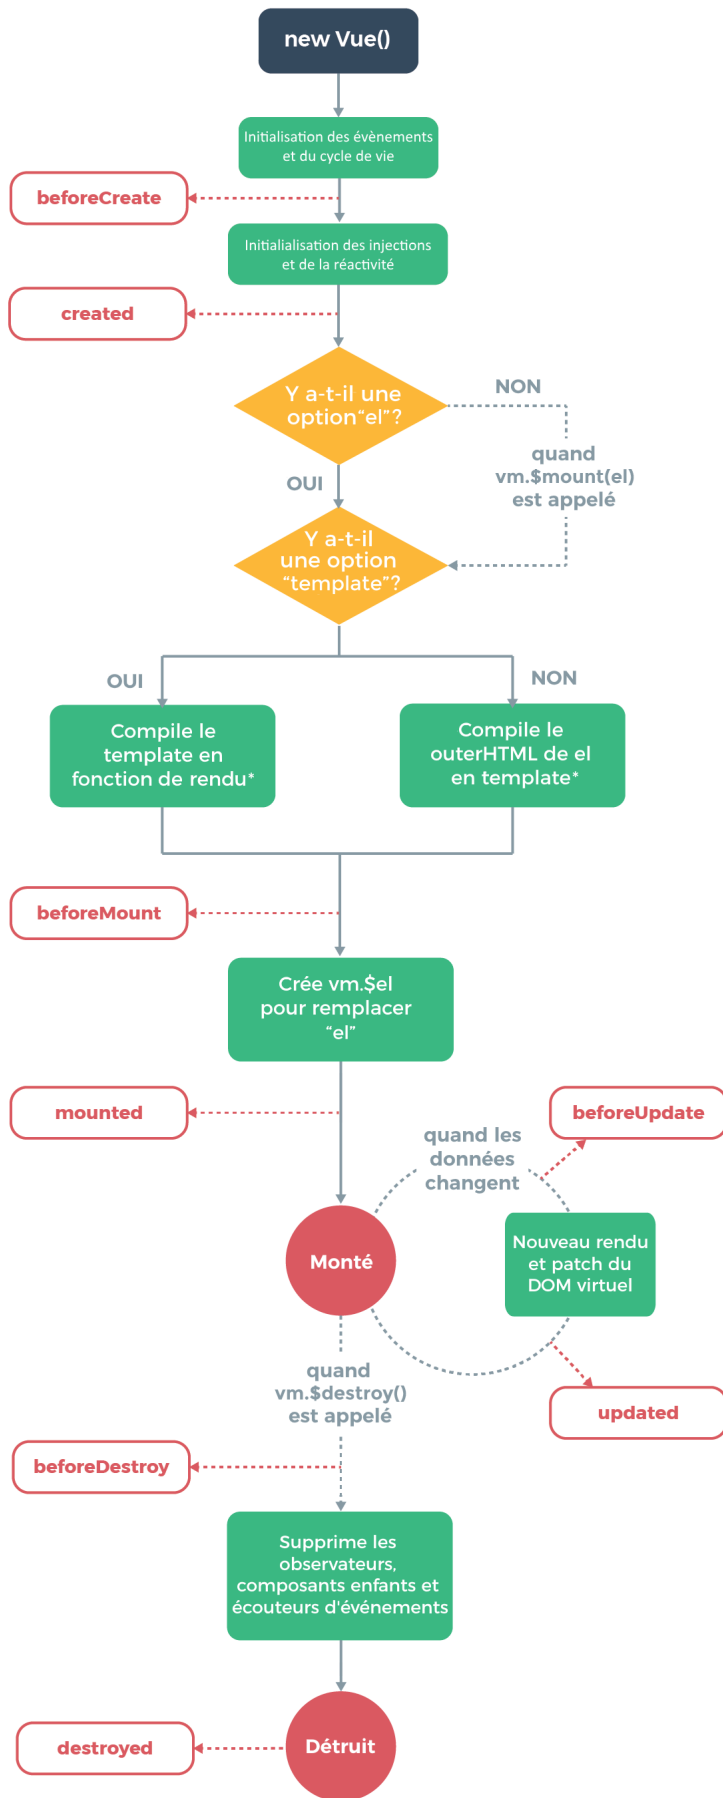 new Vue()
Initialisation des évènements
et du cycle de vie
beforeCreate
Initialialisation des injections
et de la réactivité
created
Y a-t-il une
option“el”?
NON
quand
vm.$mount(el)
est appelé
OUI
Y a-t-il
une option
“template”?
OUI
NON
Compile le
template en
fonction de rendu*
Compile le
outerHTML de el
en template*
beforeMount
Crée vm.$el
pour remplacer
“el”
mounted
beforeUpdate
quand les
données
changent
Monté
Nouveau rendu
et patch du
DOM virtuel
quand
vm.$destroy()
est appelé
updated
beforeDestroy
Supprime les
observateurs,
composants enfants et
écouteurs d'événements
Détruit
destroyed